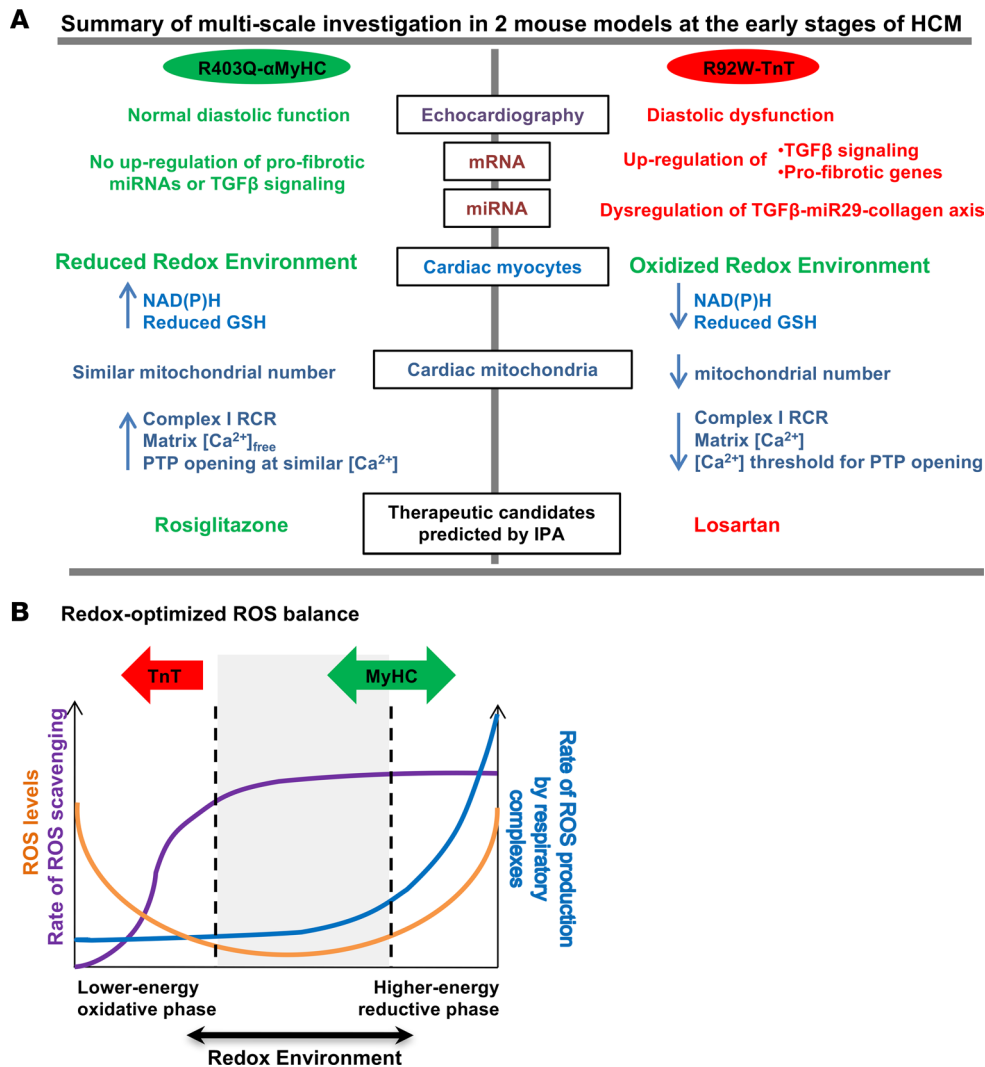 A
Summary of multi-scale investigation in 2 mouse models at the early stages of HCM
R403Q-αMyHC
R92W-TnT
Normal diastolic function
Echocardiography
Diastolic dysfunction
No up-regulation of pro-fibrotic
miRNAs or TGFβ signaling
mRNA
Up-regulation of
•TGFβ signaling
•Pro-fibrotic genes
miRNA
Dysregulation of TGFβ-miR29-collagen axis
Reduced Redox Environment
Cardiac myocytes
Oxidized Redox Environment
NAD(P)H
Reduced GSH
NAD(P)H
Reduced GSH
Similar mitochondrial number
Cardiac mitochondria
mitochondrial number
Complex I RCR
Matrix [Ca²⁺]free
PTP opening at similar [Ca²⁺]
Complex I RCR
Matrix [Ca²⁺]
[Ca²⁺] threshold for PTP opening
Rosiglitazone
Therapeutic candidates
predicted by IPA
Losartan
B
Redox-optimized ROS balance
TnT
MyHC
ROS levels
Rate of ROS scavenging
Rate of ROS production
by respiratory
complexes
Lower-energy
oxidative phase
Higher-energy
reductive phase
Redox Environment